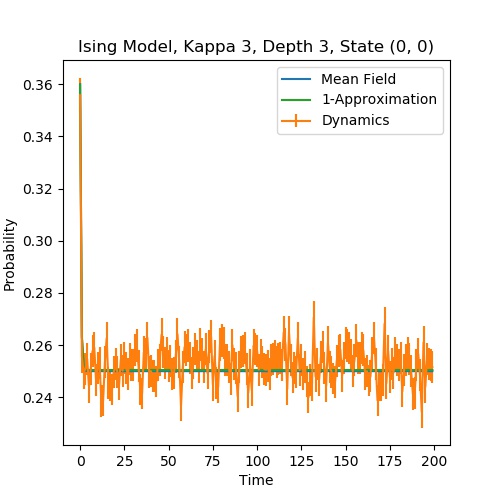 Ising Model, Kappa 3, Depth 3, State (0, 0)
Mean Field
1-Approximation
Dynamics
Probability
0.36
0.34
0.32
0.30
0.28
0.26
0.24
0 25 50 75 100 125 150 175 200
Time